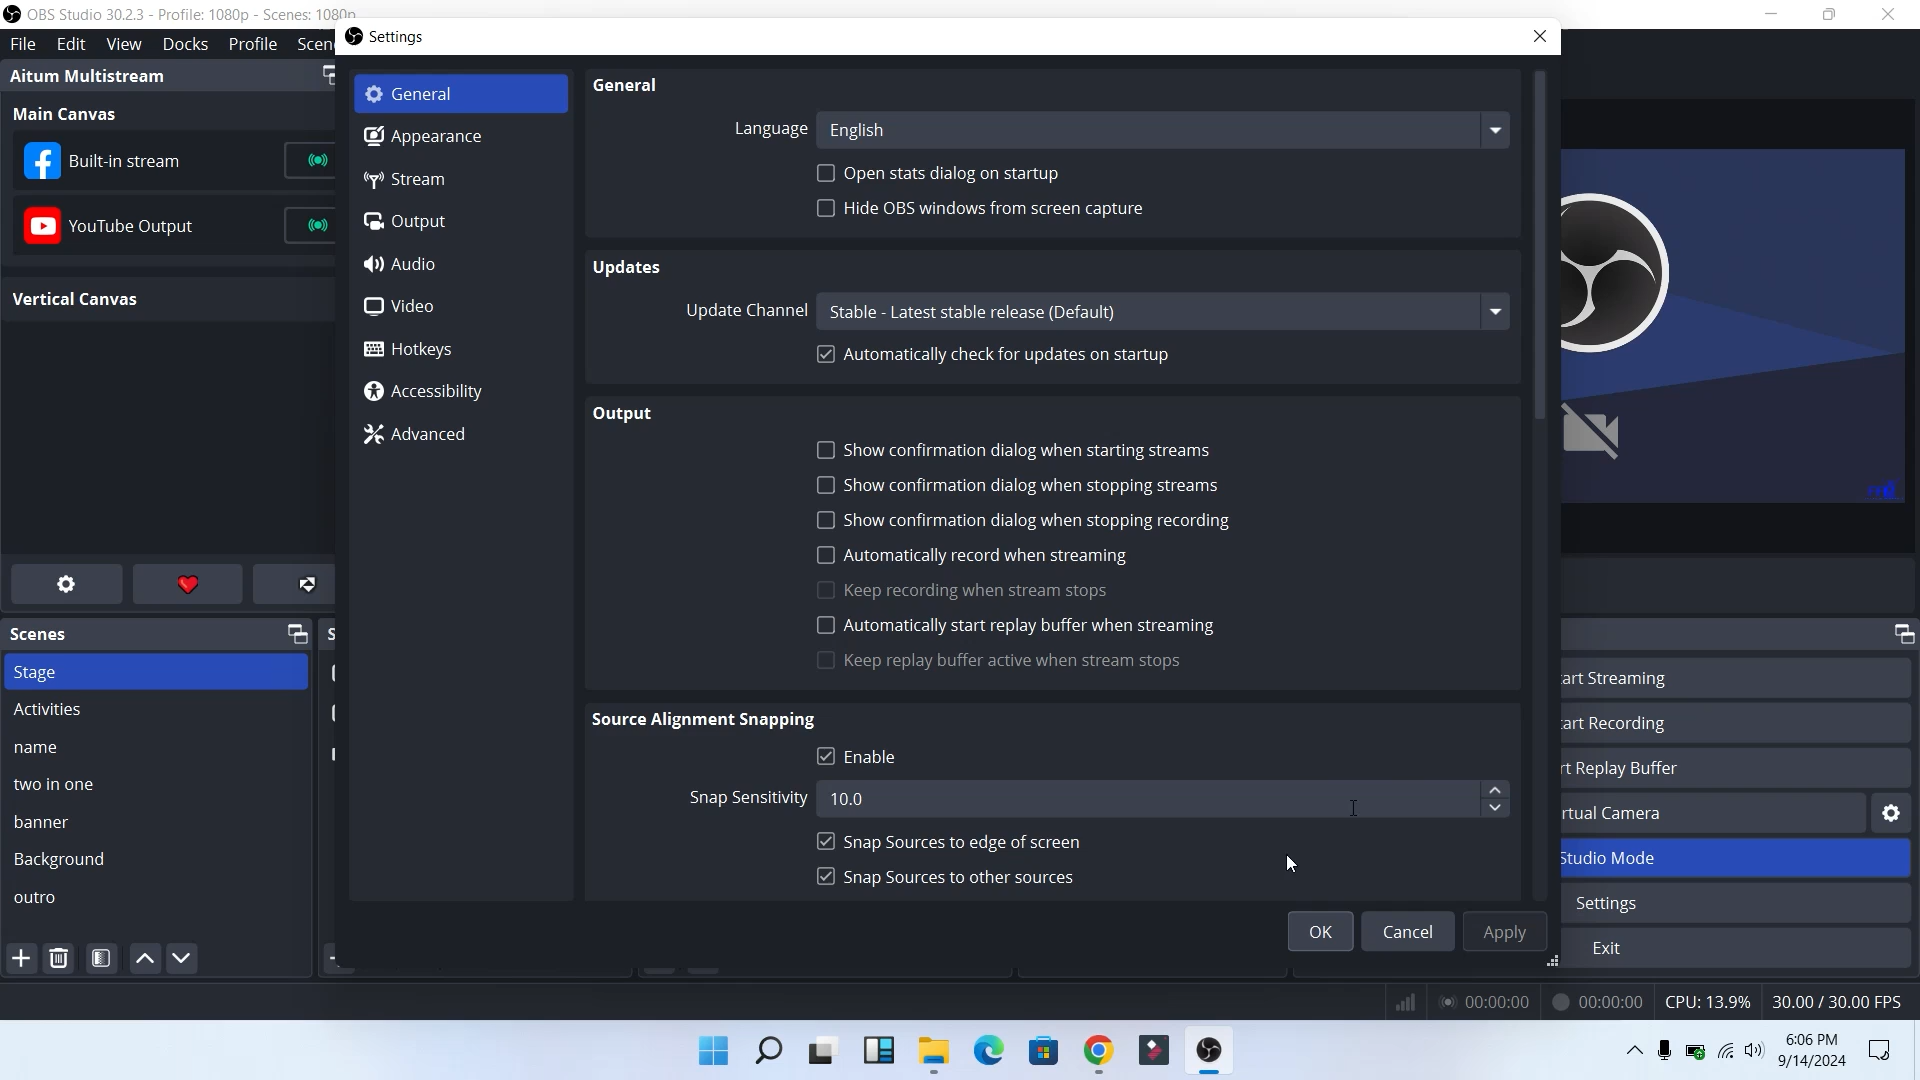 OBS Studio 30.2.3 - Profile: 1080p - Scenes: 1080p
File Edit View Docks Profile Scen
Settings
Aitum Multistream
Main Canvas
Built-in stream
YouTube Output
Vertical Canvas
General
Appearance
Stream
Output
Audio
Video
Hotkeys
Accessibility
Advanced
General
Language English
Open stats dialog on startup
Hide OBS windows from screen capture
Updates
Update Channel Stable - Latest stable release (Default)
Automatically check for updates on startup
Output
Show confirmation dialog when starting streams
Show confirmation dialog when stopping streams
Show confirmation dialog when stopping recording
Automatically record when streaming
Keep recording when stream stops
Automatically start replay buffer when streaming
Keep replay buffer active when stream stops
Source Alignment Snapping
Enable
Snap Sensitivity 10.0
Snap Sources to edge of screen
Snap Sources to other sources
OK Cancel Apply
Scenes
S
Stage
Activities
name
two in one
banner
Background
outro
art Streaming
art Recording
rt Replay Buffer
rtual Camera
Studio Mode
Settings
Exit
00:00:00 00:00:00 CPU: 13.9% 30.00 / 30.00 FPS
6:06 PM
9/14/2024